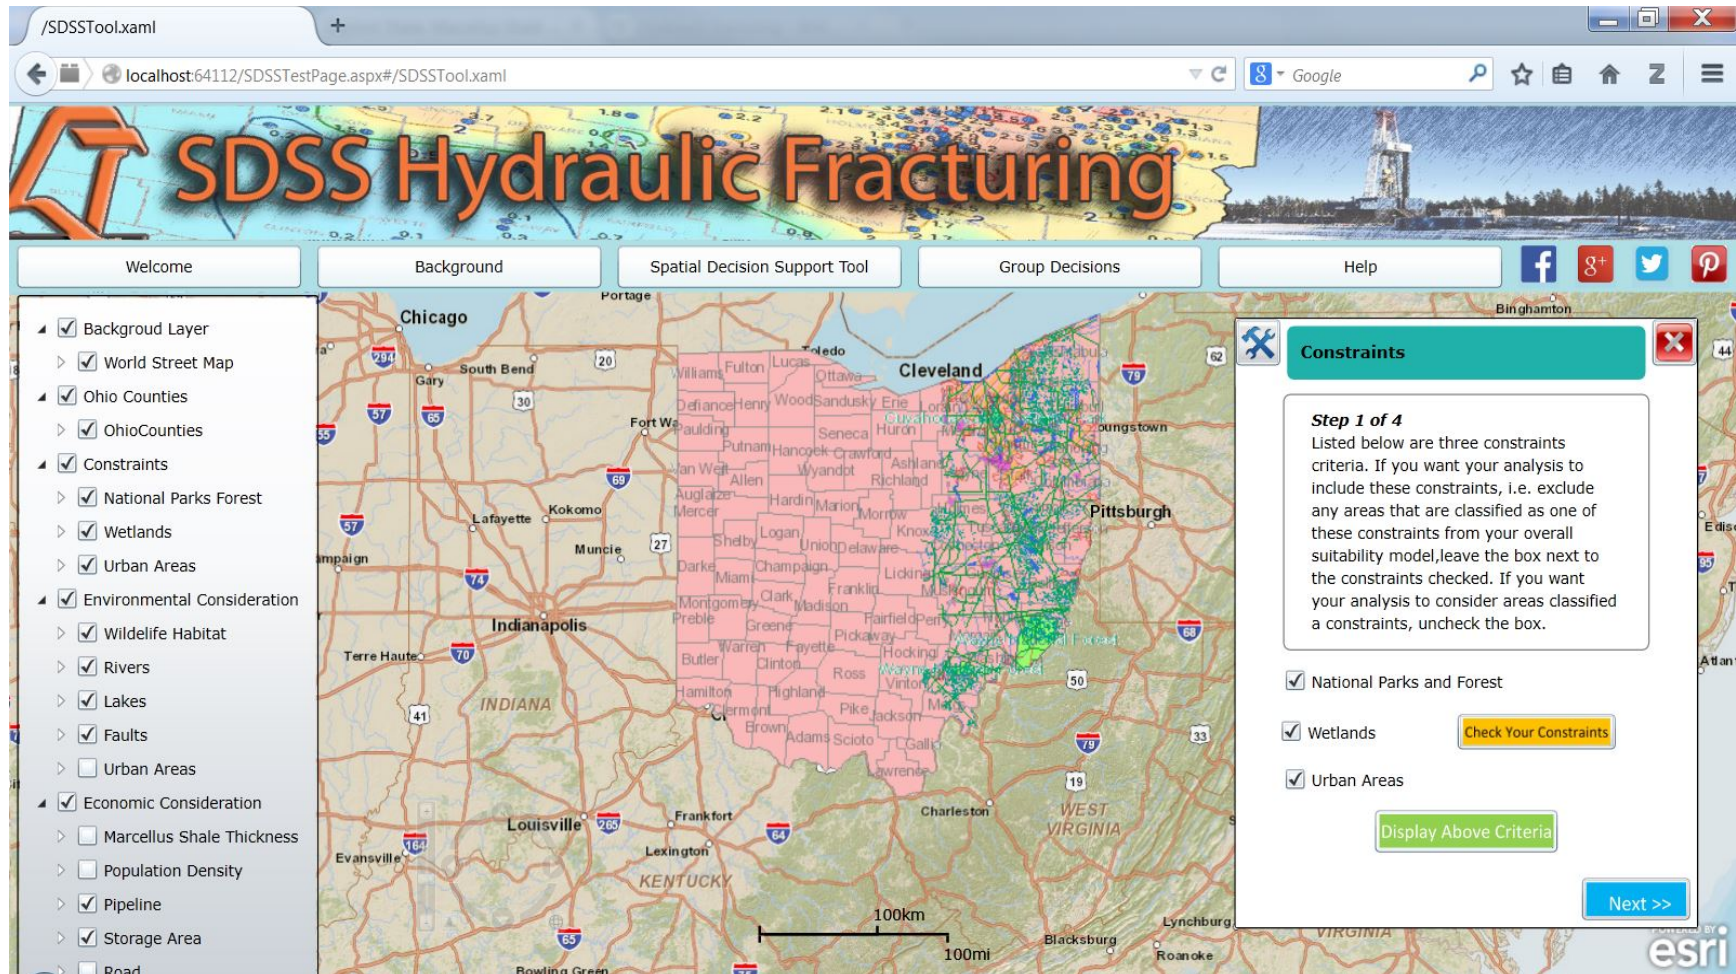 /SDSSTool.xaml
localhost:64112/SDSSTestPage.aspx#/SDSSTool.xaml
Google
SDSS Hydraulic Fracturing
Welcome
Background
Spatial Decision Support Tool
Group Decisions
Help
Backgroud Layer
World Street Map
Ohio Counties
OhioCounties
Constraints
National Parks Forest
Wetlands
Urban Areas
Environmental Consideration
Wildelife Habitat
Rivers
Lakes
Faults
Urban Areas
Economic Consideration
Marcellus Shale Thickness
Population Density
Pipeline
Storage Area
Road
Portage
Chicago
Gary
South Bend
Cleveland
Binghamton
Fort Wa
Pittsburgh
Kokomo
Lafayette
Muncie
Indianapolis
Terre Haute
INDIANA
Louisville
Frankfort
Lexington
Evansville
KENTUCKY
Charleston
WEST
VIRGINIA
Blacksburg
Lynchburg
Roanoke
VIRGINIA
Bowling Green
Williams
Fulton
Lucas
Ottawa
Defiance
Henry
Wood
Sandusky
Erie
Paulding
Putnam
Hancock
Seneca
Huron
Crawford
Wyandot
Richland
Allen
Auglaize
Mercer
Hardin
Marion
Morrow
Logan
Shelby
Union
Delaware
Darke
Miami
Champaign
Clark
Franklin
Madison
Montgomery
Preble
Greene
Fairfield
Pickaway
Warren
Fayette
Hocking
Butler
Clinton
Ross
Vinton
Hamilton
Highland
Pike
Jackson
Brown
Adams
Scioto
100km
100mi
Constraints
Step 1 of 4
Listed below are three constraints
criteria. If you want your analysis to
include these constraints, i.e. exclude
any areas that are classified as one of
these constraints from your overall
suitability model,leave the box next to
the constraints checked. If you want
your analysis to consider areas classified
a constraints, uncheck the box.
National Parks and Forest
Wetlands
Check Your Constraints
Urban Areas
Display Above Criteria
Next >>
POWERED BY
esri